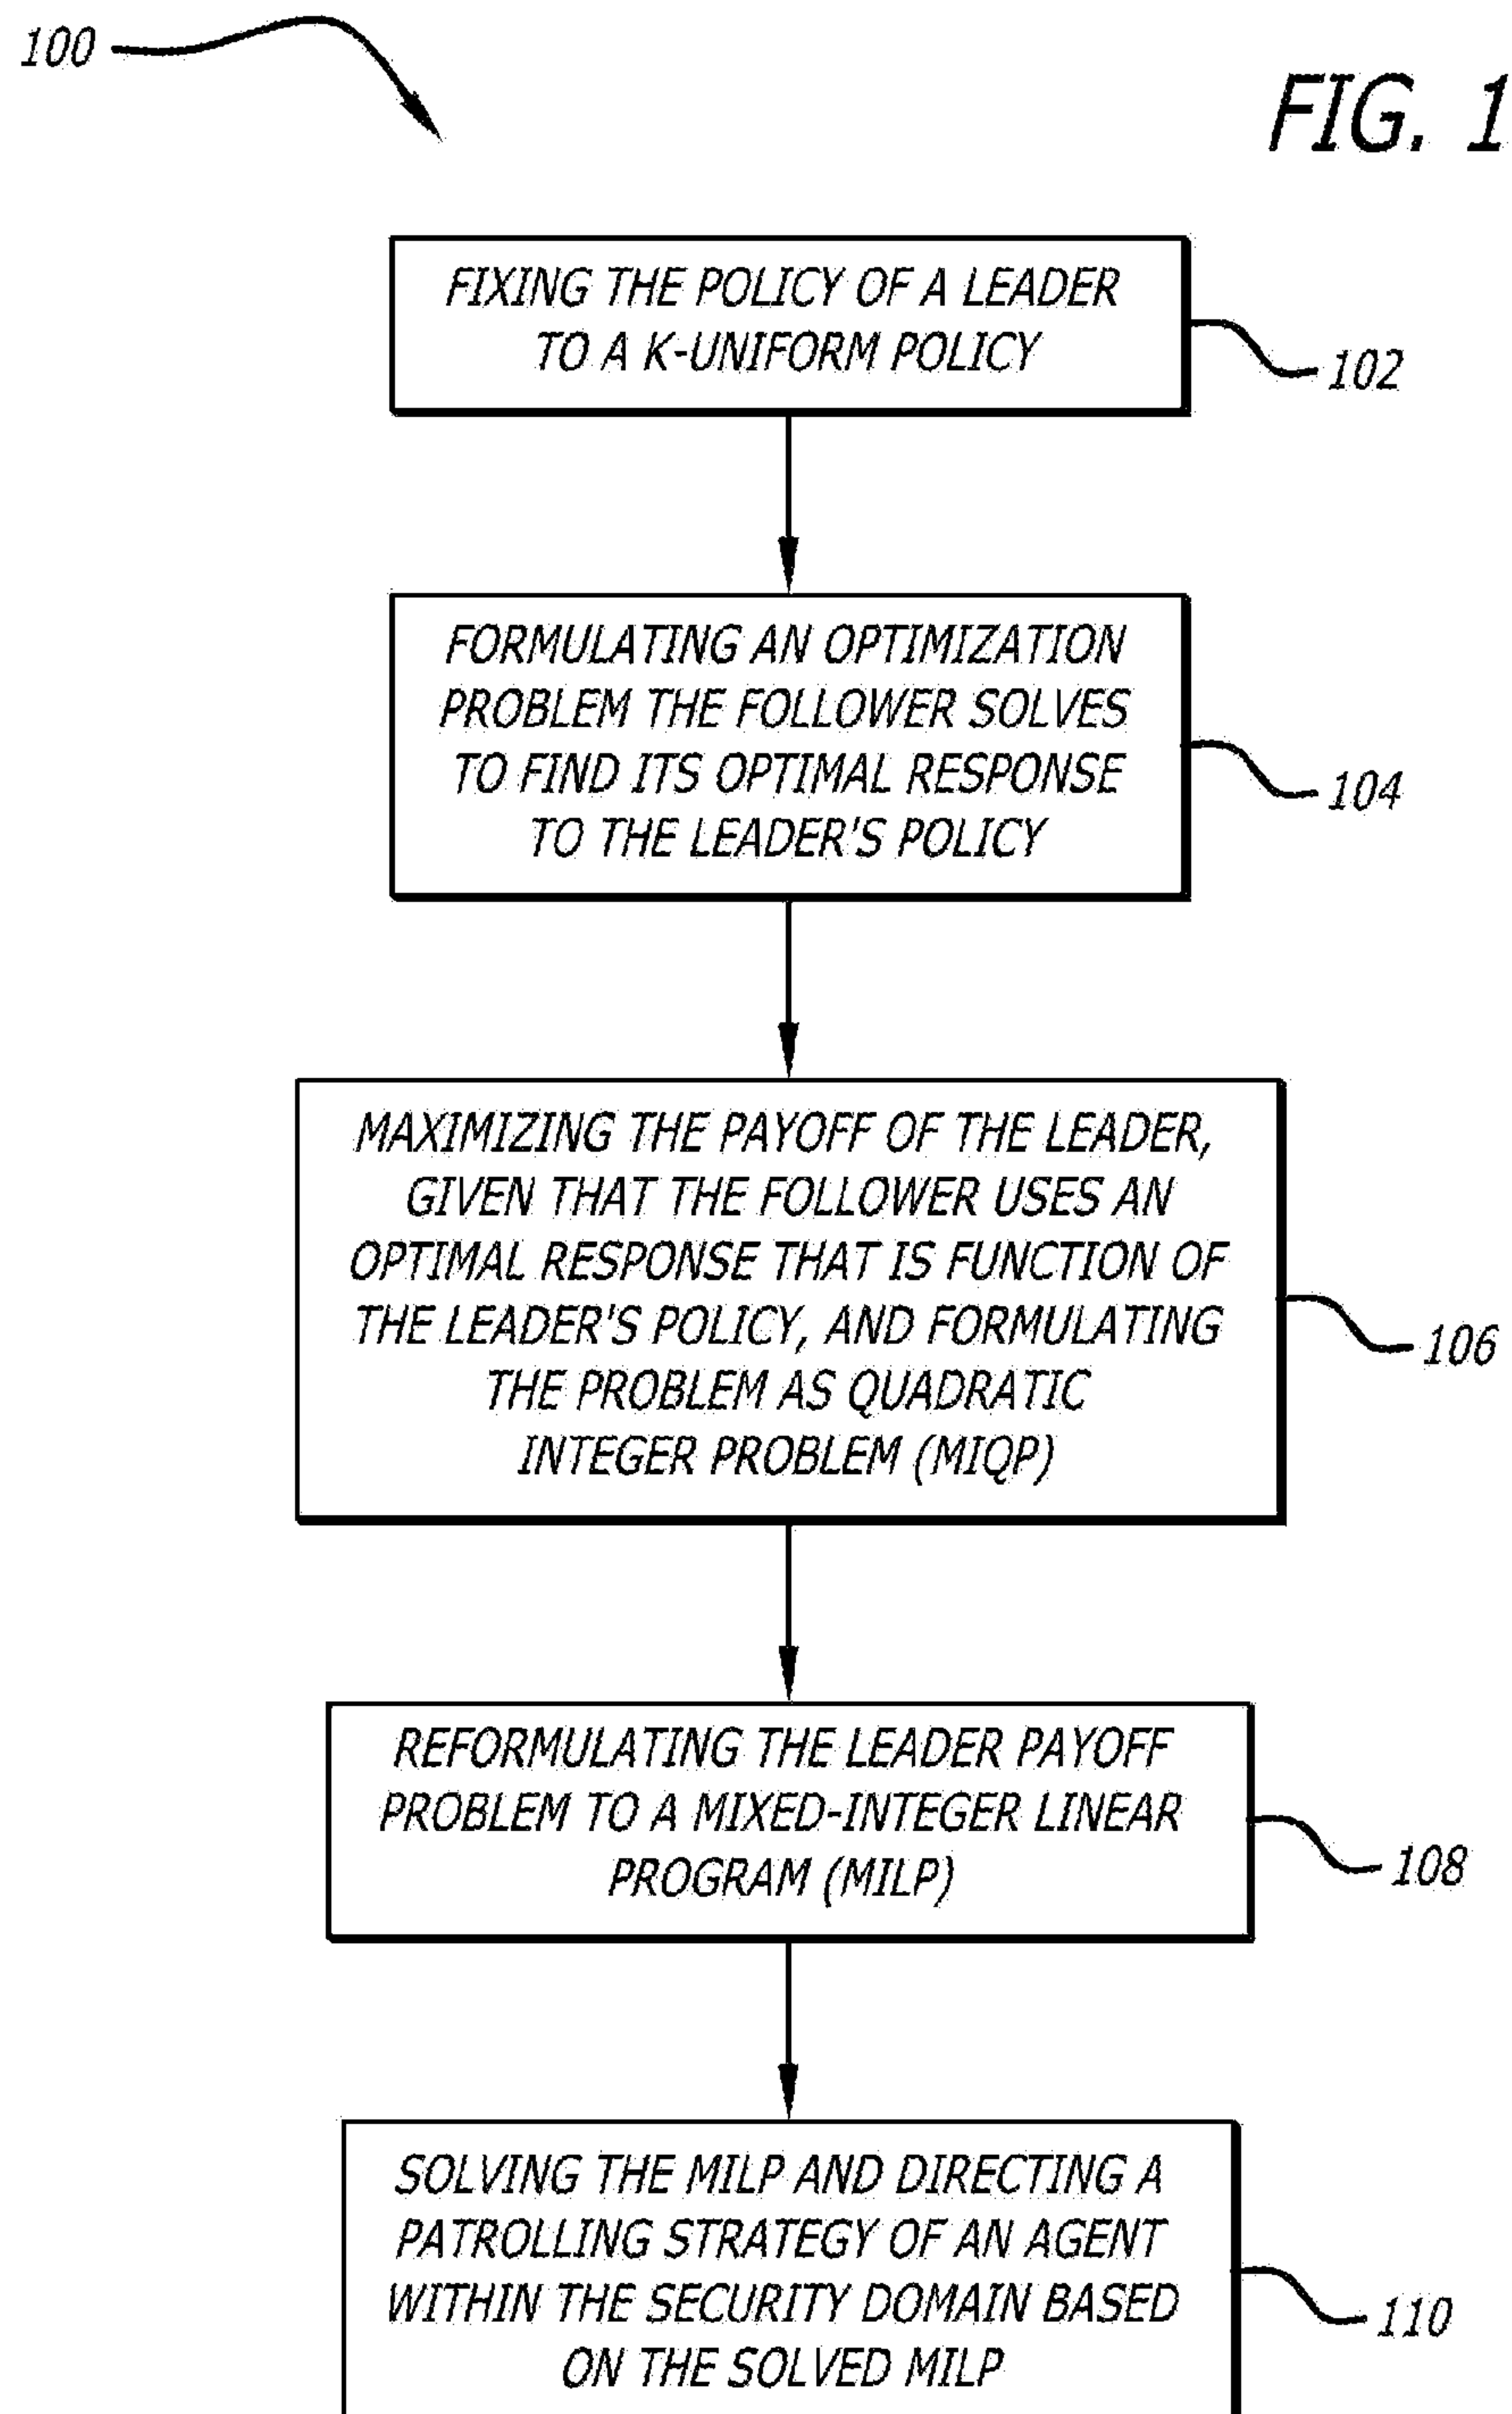 100
FIG. 1
FIXING THE POLICY OF A LEADER
TO A K-UNIFORM POLICY
102
FORMULATING AN OPTIMIZATION
PROBLEM THE FOLLOWER SOLVES
TO FIND ITS OPTIMAL RESPONSE
TO THE LEADER'S POLICY
104
MAXIMIZING THE PAYOFF OF THE LEADER,
GIVEN THAT THE FOLLOWER USES AN
OPTIMAL RESPONSE THAT IS FUNCTION OF
THE LEADER'S POLICY, AND FORMULATING
THE PROBLEM AS QUADRATIC
INTEGER PROBLEM (MIQP)
106
REFORMULATING THE LEADER PAYOFF
PROBLEM TO A MIXED-INTEGER LINEAR
PROGRAM (MILP)
108
SOLVING THE MILP AND DIRECTING A
PATROLLING STRATEGY OF AN AGENT
WITHIN THE SECURITY DOMAIN BASED
ON THE SOLVED MILP
110